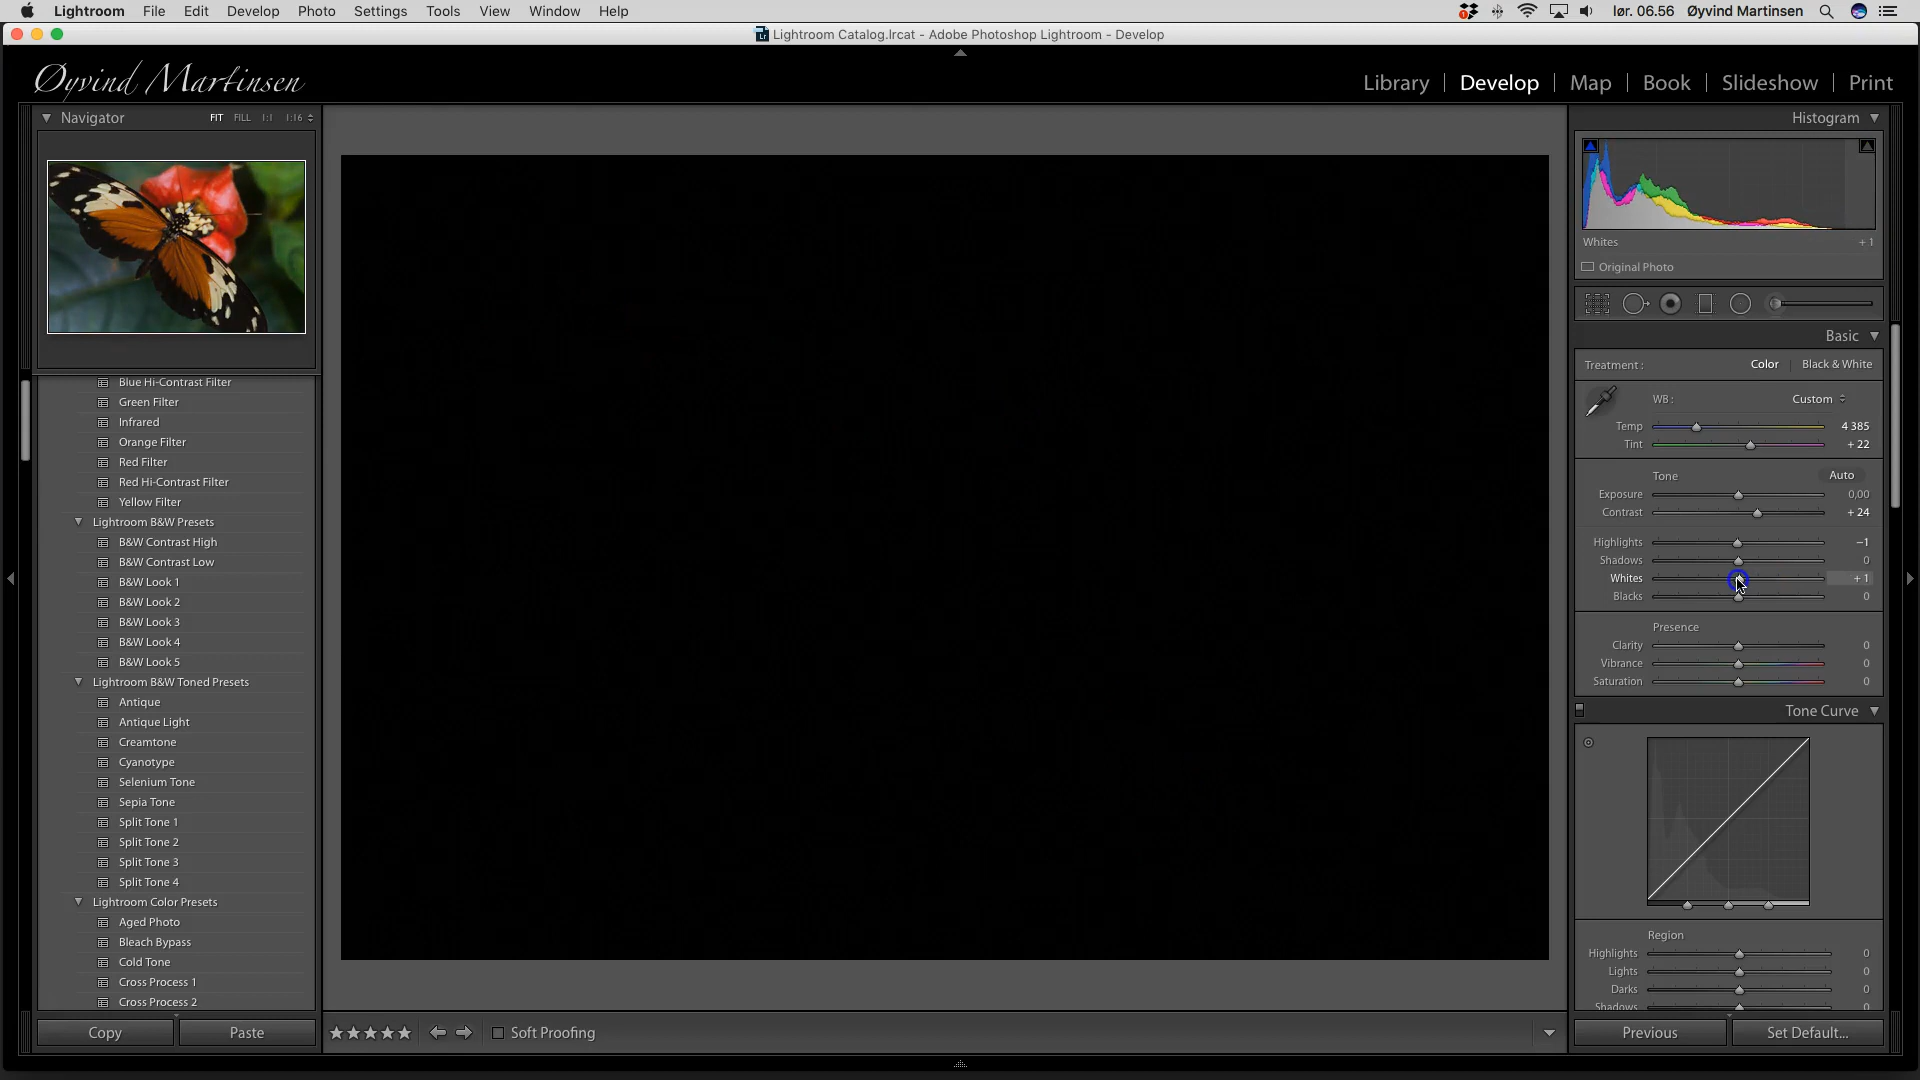 Lightroom File Edit Develop Photo Settings Tools View Window Help 1 lør. 06.56 Øyvind Martinsen
Lr Lightroom Catalog.lrcat - Adobe Photoshop Lightroom - Develop
Øyvind Martinsen
Library Develop Map Book Slideshow Print
Navigator FIT FILL 1:1 1:16
Blue Hi-Contrast Filter
Green Filter
Infrared
Orange Filter
Red Filter
Red Hi-Contrast Filter
Yellow Filter
Lightroom B&W Presets
B&W Contrast High
B&W Contrast Low
B&W Look 1
B&W Look 2
B&W Look 3
B&W Look 4
B&W Look 5
Lightroom B&W Toned Presets
Antique
Antique Light
Creamtone
Cyanotype
Selenium Tone
Sepia Tone
Split Tone 1
Split Tone 2
Split Tone 3
Split Tone 4
Lightroom Color Presets
Aged Photo
Bleach Bypass
Cold Tone
Cross Process 1
Cross Process 2
Copy Paste
Soft Proofing
Histogram
Whites + 1
Original Photo
Basic
Treatment : Color Black & White
WB : Custom
Temp 4 385
Tint + 22
Tone Auto
Exposure 0,00
Contrast + 24
Highlights −1
Shadows 0
Whites + 1
Blacks 0
Presence
Clarity 0
Vibrance 0
Saturation 0
Tone Curve
Region
Highlights 0
Lights 0
Darks 0
Shadows 0
Previous Set Default...